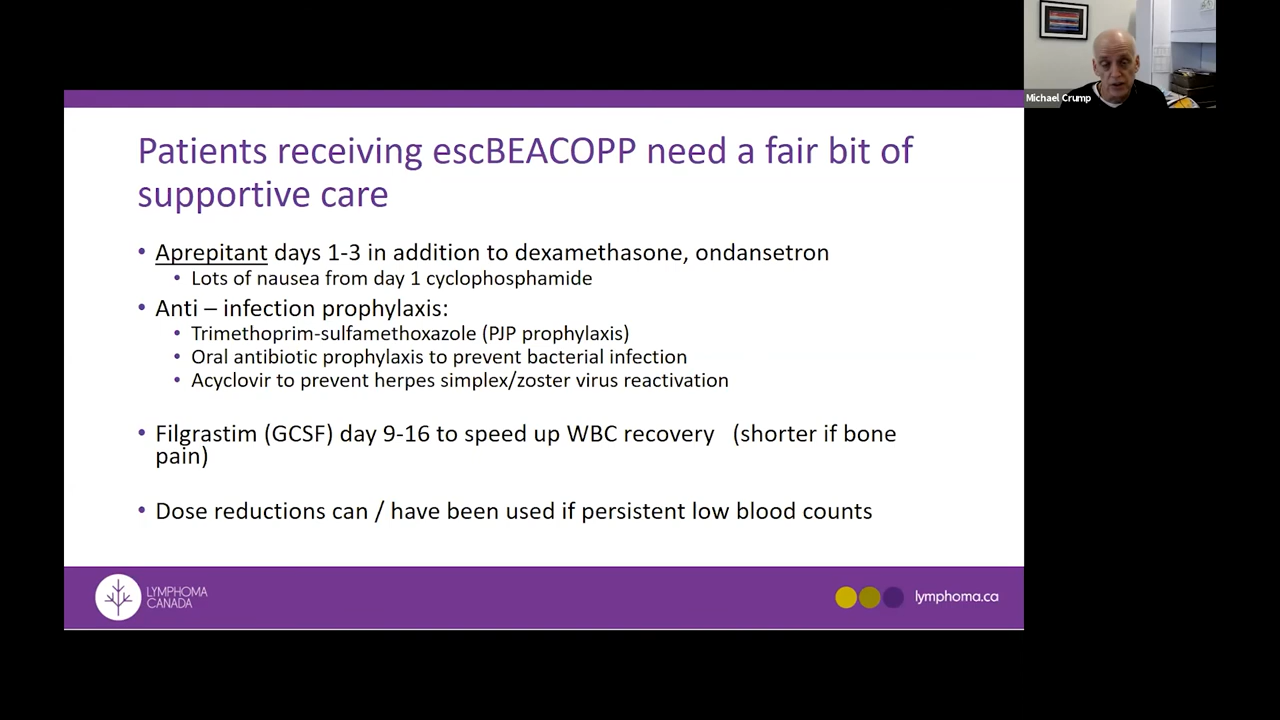 Michael Crump
Patients receiving escBEACOPP need a fair bit of
supportive care
• Aprepitant days 1-3 in addition to dexamethasone, ondansetron
• Lots of nausea from day 1 cyclophosphamide
• Anti – infection prophylaxis:
• Trimethoprim-sulfamethoxazole (PJP prophylaxis)
• Oral antibiotic prophylaxis to prevent bacterial infection
• Acyclovir to prevent herpes simplex/zoster virus reactivation
• Filgrastim (GCSF) day 9-16 to speed up WBC recovery (shorter if bone
pain)
• Dose reductions can / have been used if persistent low blood counts
LYMPHOMA
CANADA
lymphoma.ca